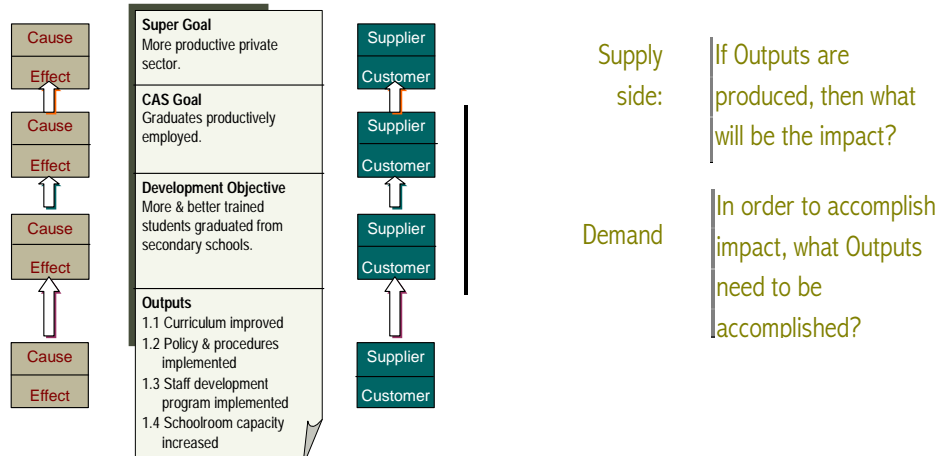 Cause
Effect
Cause
Effect
Cause
Effect
Cause
Effect
Super Goal
More productive private
sector.
CAS Goal
Graduates productively
employed.
Development Objective
More & better trained
students graduated from
secondary schools.
Outputs
1.1 Curriculum improved
1.2 Policy & procedures
implemented
1.3 Staff development
program implemented
1.4 Schoolroom capacity
increased
Supplier
Customer
Supplier
Customer
Supplier
Customer
Supplier
Customer
Supply
side:
If Outputs are
produced, then what
will be the impact?
Demand
In order to accomplish
impact, what Outputs
need to be
accomplished?